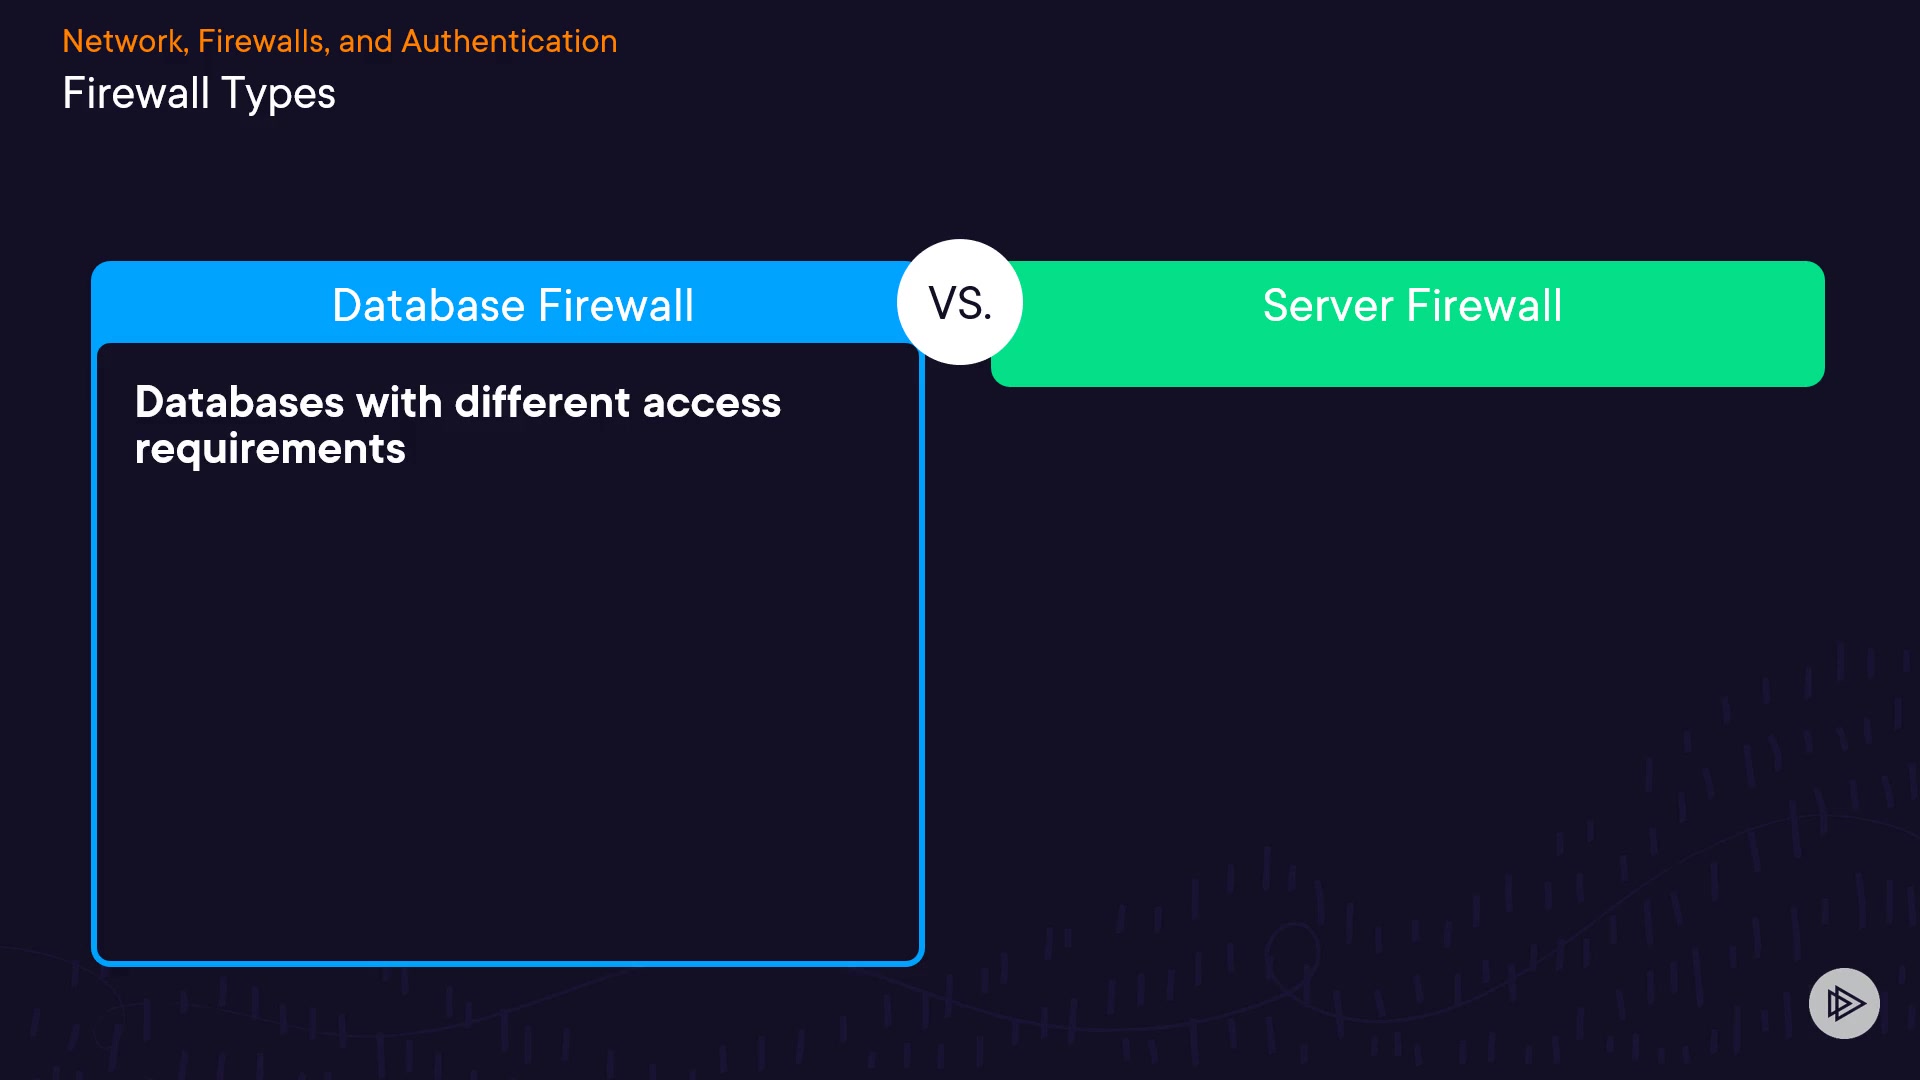 Network, Firewalls, and Authentication
Firewall Types
Database Firewall
VS.
Server Firewall
Databases with different access
requirements